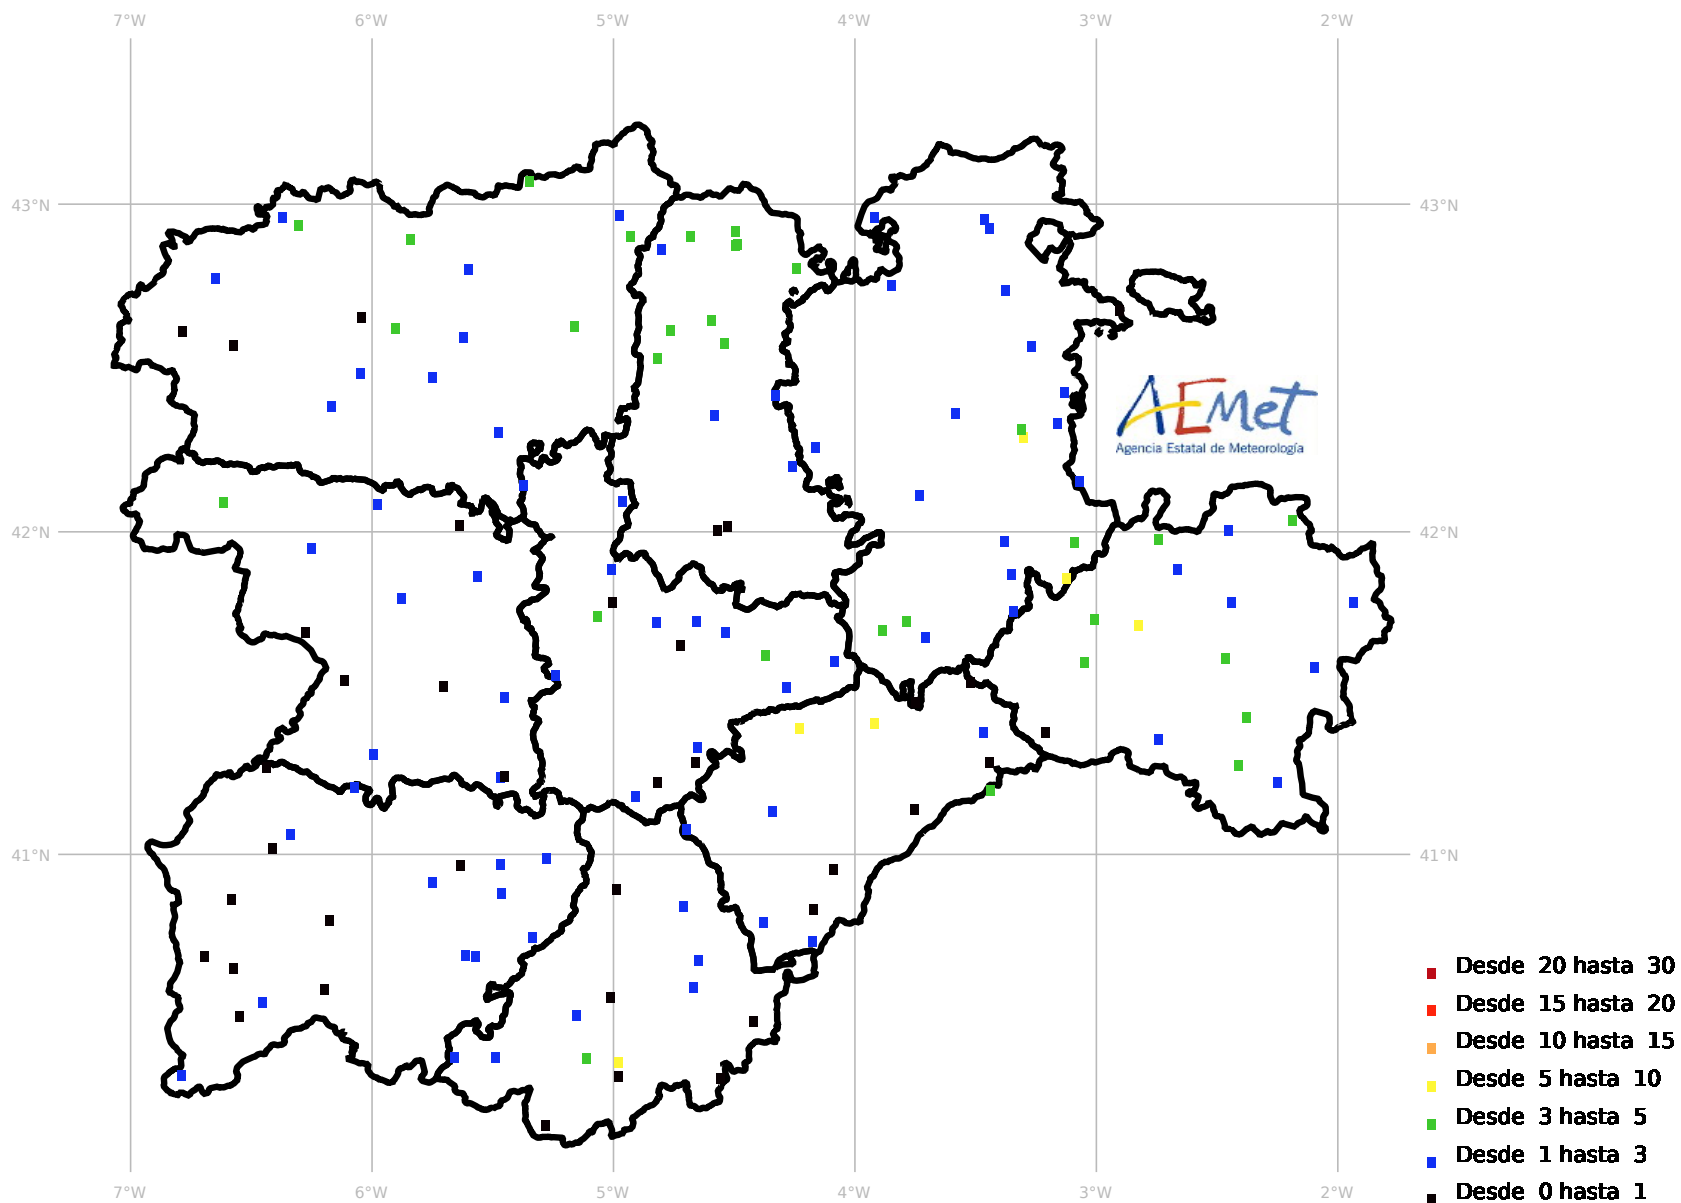 7°W 6°W 5°W 4°W 3°W 2°W
43°N 43°N
AEMet
Agencia Estatal de Meteorología
42°N 42°N
41°N 41°N
Desde 20 hasta 30
Desde 15 hasta 20
Desde 10 hasta 15
Desde 5 hasta 10
Desde 3 hasta 5
Desde 1 hasta 3
Desde 0 hasta 1
7°W 6°W 5°W 4°W 3°W 2°W